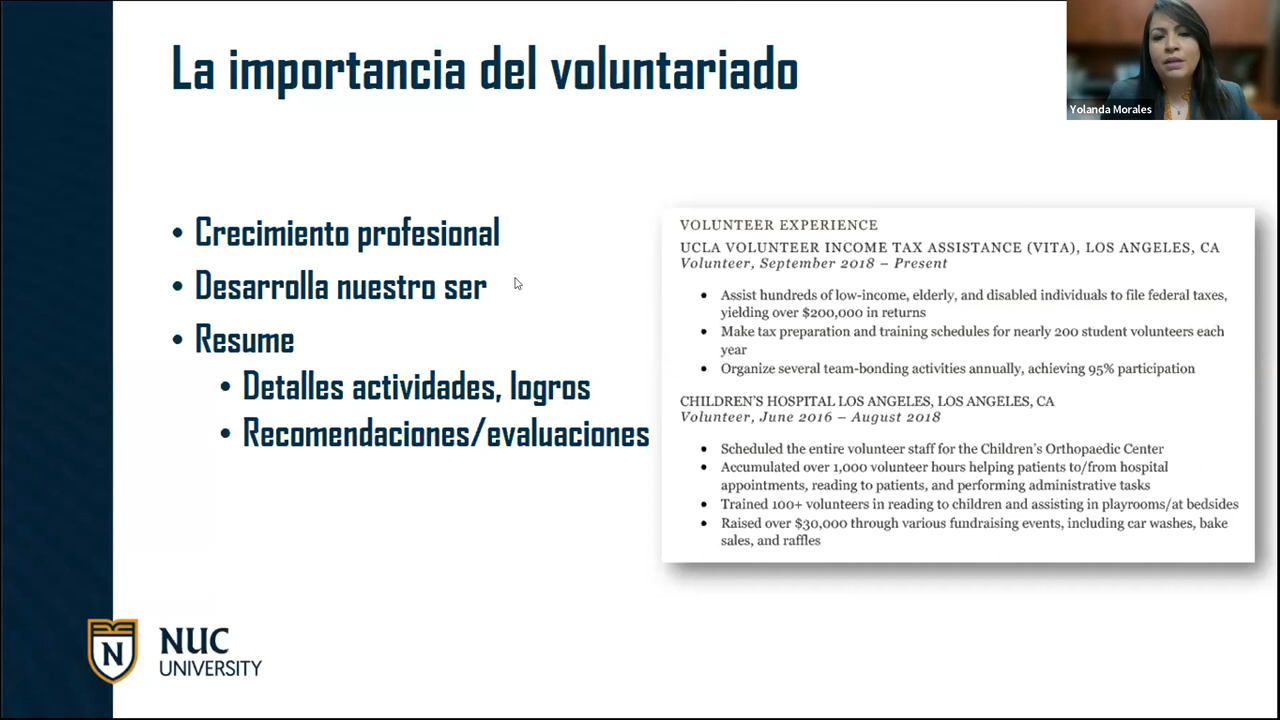 La importancia del voluntariado
Yolanda Morales
• Crecimiento profesional
• Desarrolla nuestro ser
• Resume
• Detalles actividades, logros
• Recomendaciones/evaluaciones
VOLUNTEER EXPERIENCE
UCLA VOLUNTEER INCOME TAX ASSISTANCE (VITA), LOS ANGELES, CA
Volunteer, September 2018 – Present
• Assist hundreds of low-income, elderly, and disabled individuals to file federal taxes,
yielding over $200,000 in returns
• Make tax preparation and training schedules for nearly 200 student volunteers each
year
• Organize several team-bonding activities annually, achieving 95% participation
CHILDREN'S HOSPITAL LOS ANGELES, LOS ANGELES, CA
Volunteer, June 2016 – August 2018
• Scheduled the entire volunteer staff for the Children's Orthopaedic Center
• Accumulated over 1,000 volunteer hours helping patients to/from hospital
appointments, reading to patients, and performing administrative tasks
• Trained 100+ volunteers in reading to children and assisting in playrooms/at bedsides
• Raised over $30,000 through various fundraising events, including car washes, bake
sales, and raffles
N
NUC
UNIVERSITY